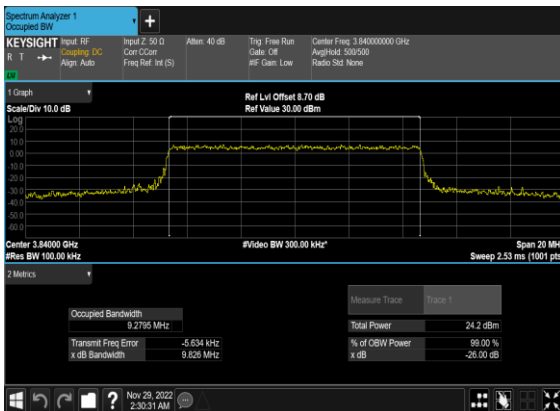 Spectrum Analyzer 1
Occupied BW
+
KEYSIGHT
R T
LV
Input: RF
Coupling: DC
Align: Auto
Input Z: 50 Ω
Corr CCorr
Freq Ref: Int (S)
Atten: 40 dB
Trig: Free Run
Gate: Off
#IF Gain: Low
Center Freq: 3.840000000 GHz
Avg|Hold: 500/500
Radio Std: None
1 Graph
Scale/Div 10.0 dB
Ref Lvl Offset 8.70 dB
Ref Value 30.00 dBm
Log
20.0
10.0
0.00
-10.0
-20.0
-30.0
-40.0
-50.0
-60.0
Center 3.84000 GHz
#Res BW 100.00 kHz
#Video BW 300.00 kHz*
Span 20 MH
Sweep 2.53 ms (1001 pts
2 Metrics
Measure Trace Trace 1
Occupied Bandwidth
9.2795 MHz
Total Power 24.2 dBm
Transmit Freq Error -5.634 kHz
% of OBW Power 99.00 %
x dB Bandwidth 9.826 MHz
x dB -26.00 dB
?
Nov 29, 2022
2:30:31 AM